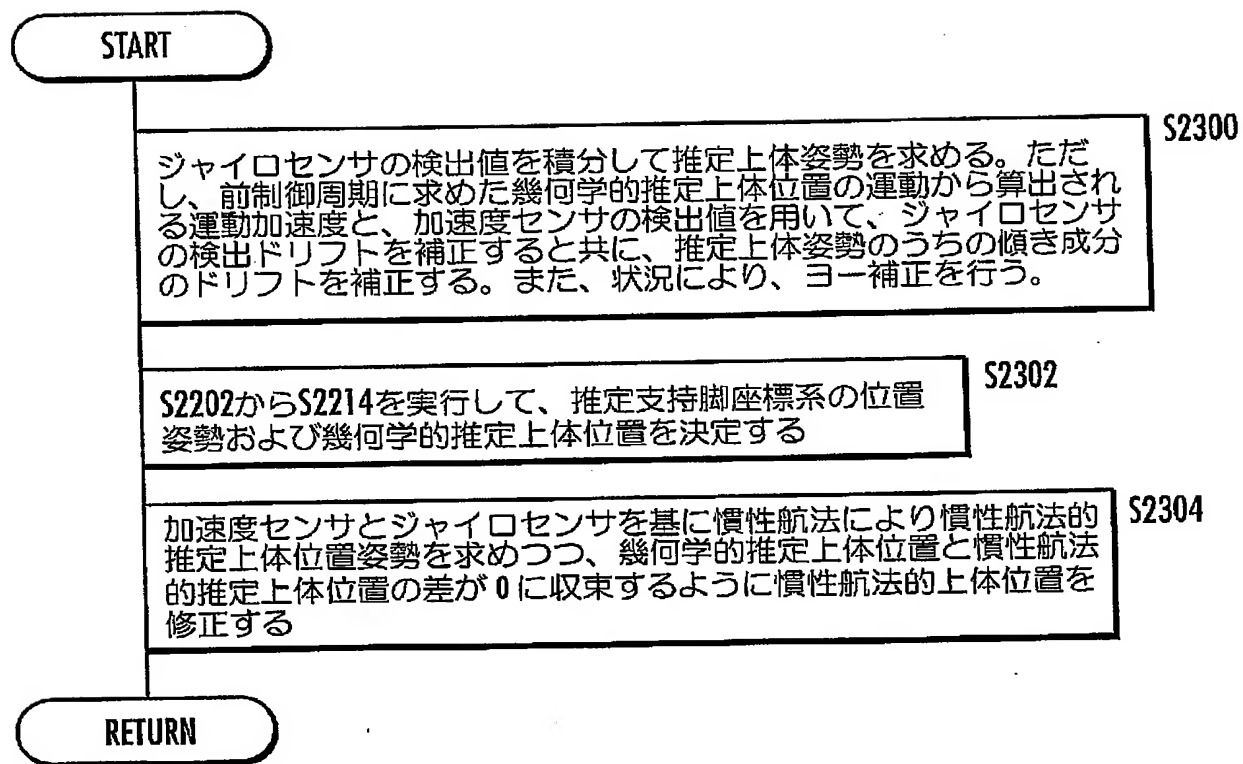 START
S2300
ジャイロセンサの検出値を積分して推定上体姿勢を求める。ただ
し、前制御周期に求めた幾何学的推定上体位置の運動から算出され
る運動加速度と、加速度センサの検出値を用いて、ジャイロセンサ
の検出ドリフトを補正すると共に、推定上体姿勢のうちの傾き成分
のドリフトを補正する。また、状況により、ヨー補正を行う。
S2302
S2202からS2214を実行して、推定支持脚座標系の位置
姿勢および幾何学的推定上体位置を決定する
S2304
加速度センサとジャイロセンサを基に慣性航法により慣性航法的
推定上体位置姿勢を求めつつ、幾何学的推定上体位置と慣性航法
的推定上体位置の差が0に収束するように慣性航法的上体位置を
修正する
RETURN